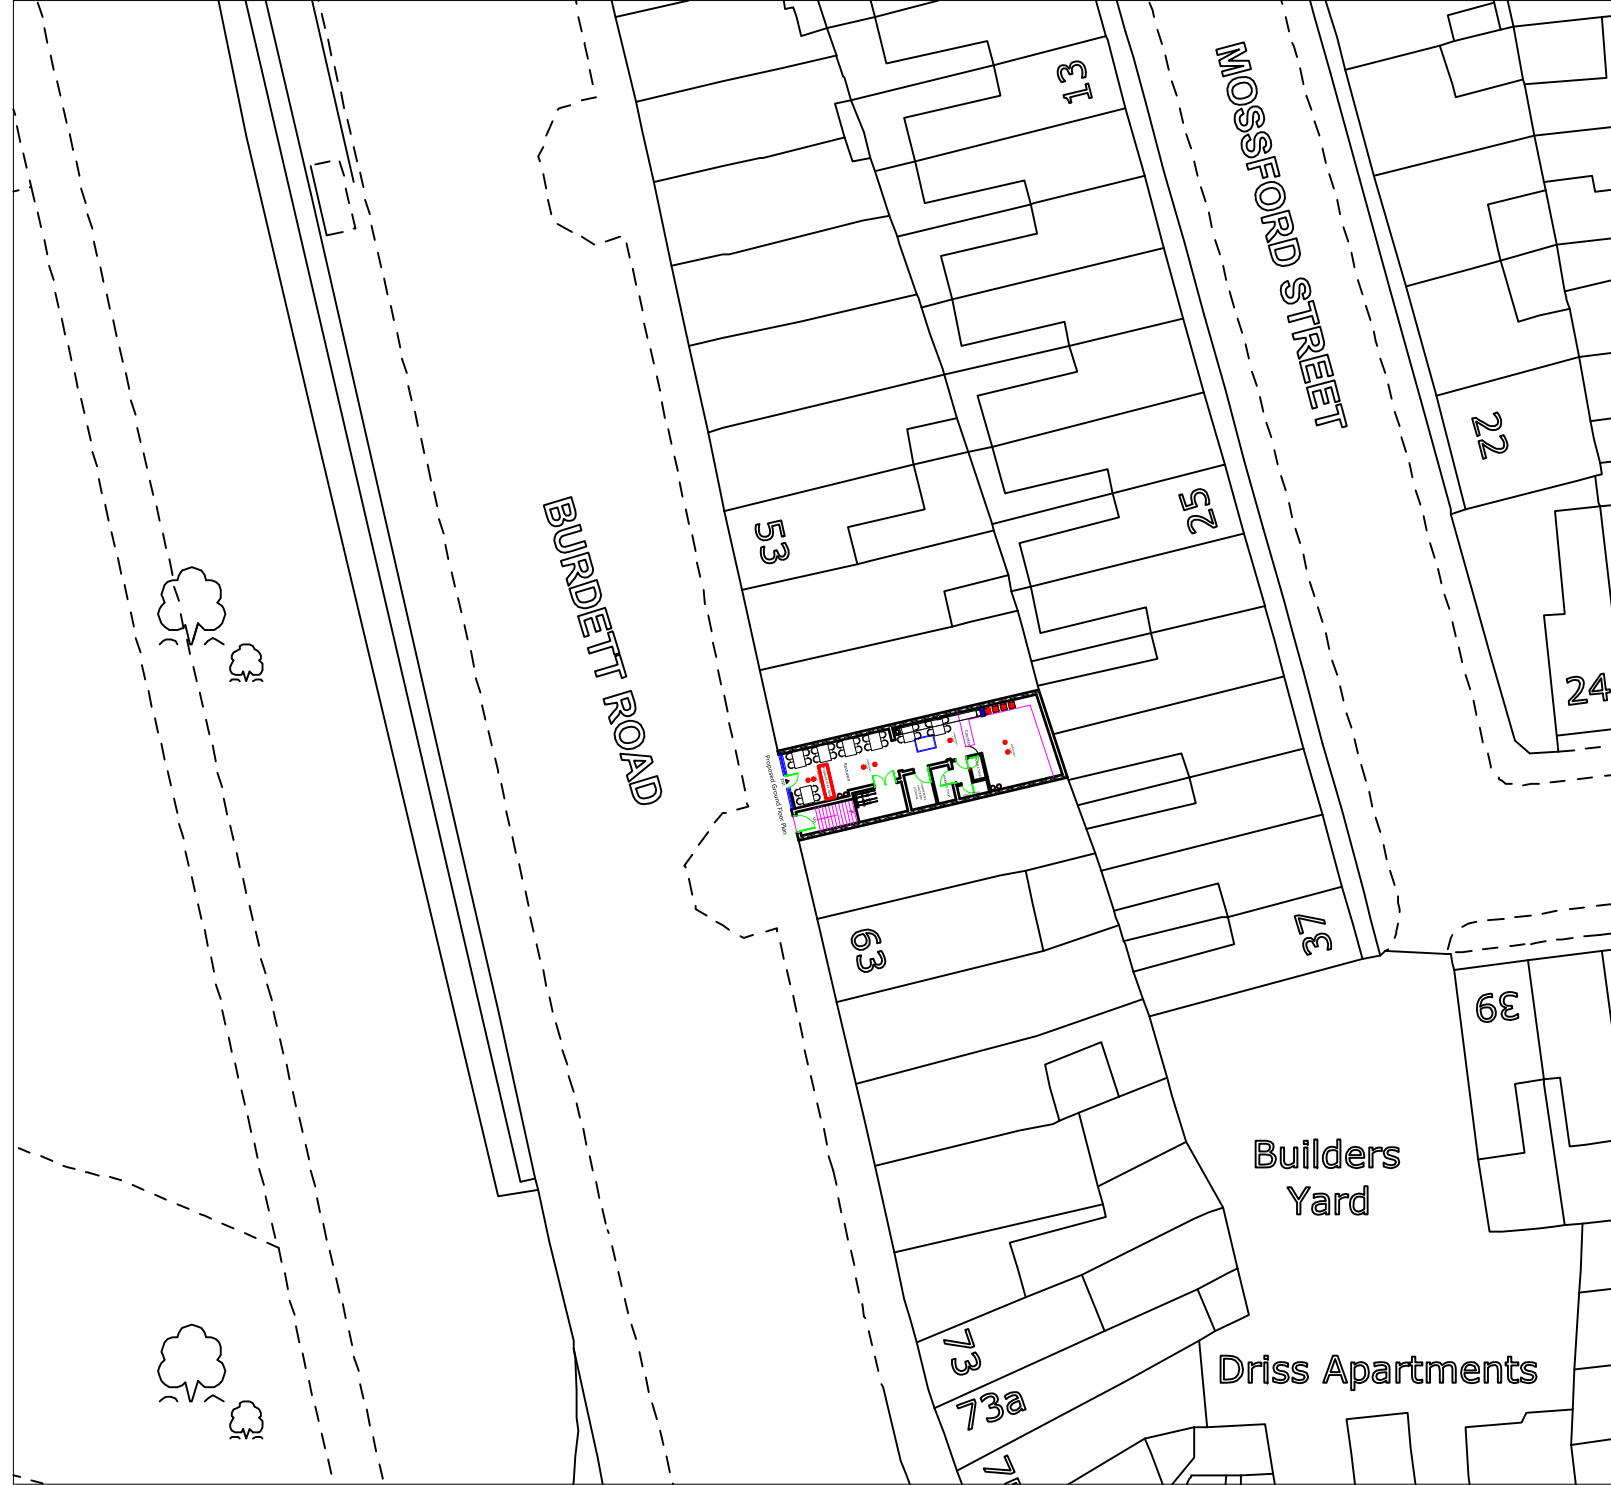 13
MOSSFORD STREET
22
BURDETT ROAD
53
25
24
Proposed Ground Floor Plan
63
37
39
Builders
Yard
73
Driss Apartments
73a